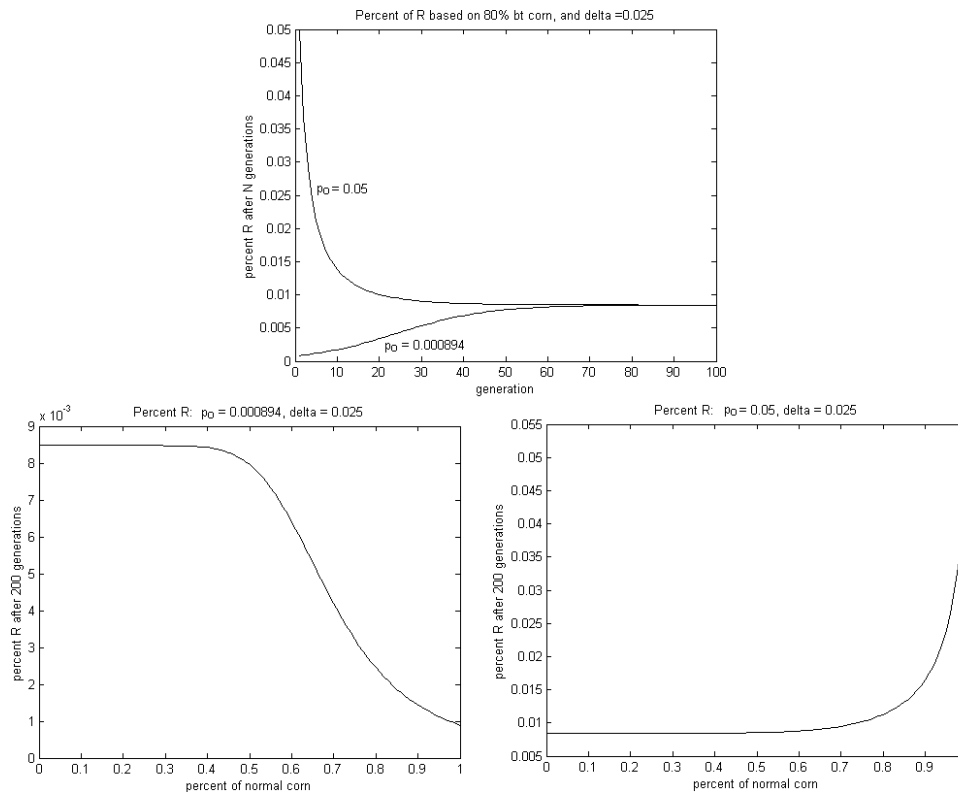 Percent of R based on 80% bt corn, and delta =0.025
0.05
0.045
0.04
0.035
0.03
0.025
0.02
0.015
0.01
0.005
0
percent R after N generations
po = 0.05
po = 0.000894
0 10 20 30 40 50 60 70 80 90 100
generation
x 10-3
Percent R: po = 0.000894, delta = 0.025
9
8
7
6
5
4
3
2
1
0
percent R after 200 generations
0 0.1 0.2 0.3 0.4 0.5 0.6 0.7 0.8 0.9 1
percent of normal corn
Percent R: po = 0.05, delta = 0.025
0.055
0.05
0.045
0.04
0.035
0.03
0.025
0.02
0.015
0.01
0.005
percent R after 200 generations
0 0.1 0.2 0.3 0.4 0.5 0.6 0.7 0.8 0.9
percent of normal corn